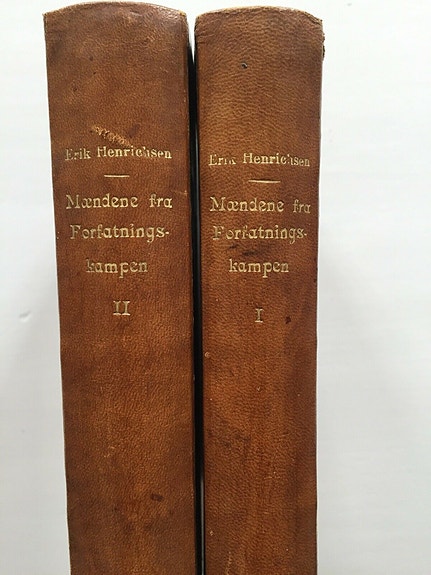 Erik Henrichsen
Mændene fra
Forfatnings-
kampen
II
Erik Henrichsen
Mændene fra
Forfatnings-
kampen
I